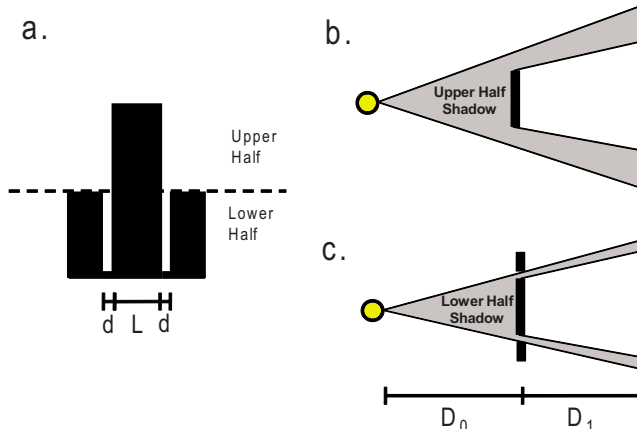 a.
Upper
Half
Lower
Half
d L d
b.
Upper Half
Shadow
c.
Lower Half
Shadow
D0 D1